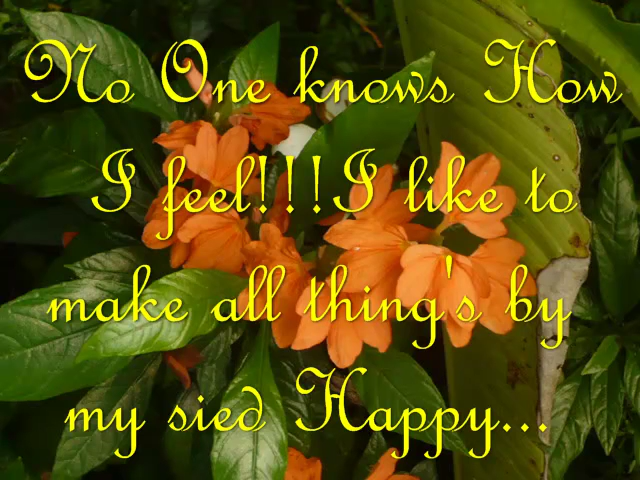 No One knows How
I feel!!!I like to
make all thing's by
my sied Happy...